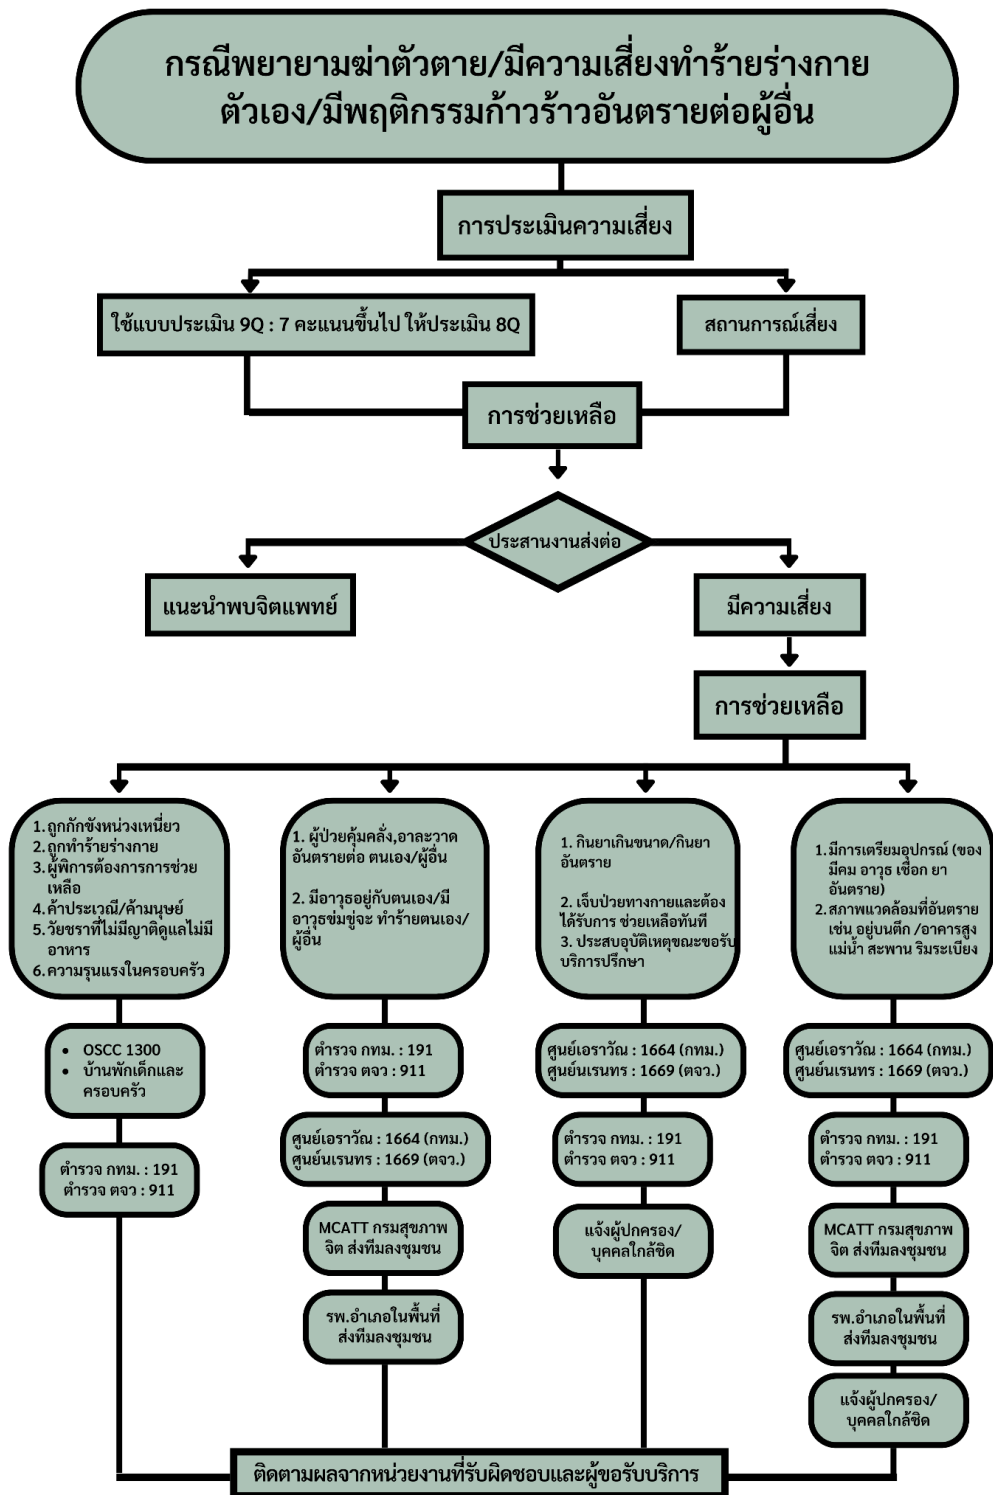 กรณีพยายามฆ่าตัวตาย/มีความเสี่ยงทำร้ายร่างกาย
ตัวเอง/มีพฤติกรรมก้าวร้าวอันตรายต่อผู้อื่น
การประเมินความเสี่ยง
ใช้แบบประเมิน 9Q : 7 คะแนนขึ้นไป ให้ประเมิน 8Q
สถานการณ์เสี่ยง
การช่วยเหลือ
ประสานงานส่งต่อ
แนะนำพบจิตแพทย์
มีความเสี่ยง
การช่วยเหลือ
1. ถูกกักขังหน่วงเหนี่ยว
2. ถูกทำร้ายร่างกาย
3. ผู้พิการต้องการการช่วย
เหลือ
4. ค้าประเวณี/ค้ามนุษย์
5. วัยชราที่ไม่มีญาติดูแลไม่มี
อาหาร
6. ความรุนแรงในครอบครัว
• OSCC 1300
• บ้านพักเด็กและ
ครอบครัว
ตำรวจ กทม. : 191
ตำรวจ ตจว : 911
1. ผู้ป่วยคุ้มคลั่ง,อาละวาด
อันตรายต่อ ตนเอง/ผู้อื่น
2. มีอาวุธอยู่กับตนเอง/มี
อาวุธข่มขู่จะ ทำร้ายตนเอง/
ผู้อื่น
ตำรวจ กทม. : 191
ตำรวจ ตจว : 911
ศูนย์เอราวัณ : 1664 (กทม.)
ศูนย์นเรนทร : 1669 (ตจว.)
MCATT กรมสุขภาพ
จิต ส่งทีมลงชุมชน
รพ.อำเภอในพื้นที่
ส่งทีมลงชุมชน
1. กินยาเกินขนาด/กินยา
อันตราย
2. เจ็บป่วยทางกายและต้อง
ได้รับการ ช่วยเหลือทันที
3. ประสบอุบัติเหตุขณะขอรับ
บริการปรึกษา
ศูนย์เอราวัณ : 1664 (กทม.)
ศูนย์นเรนทร : 1669 (ตจว.)
ตำรวจ กทม. : 191
ตำรวจ ตจว : 911
แจ้งผู้ปกครอง/
บุคคลใกล้ชิด
1. มีการเตรียมอุปกรณ์ (ของ
มีคม อาวุธ เชือก ยา
อันตราย)
2. สภาพแวดล้อมที่อันตราย
เช่น อยู่บนตึก /อาคารสูง
แม่น้ำ สะพาน ริมระเบียง
ศูนย์เอราวัณ : 1664 (กทม.)
ศูนย์นเรนทร : 1669 (ตจว.)
ตำรวจ กทม. : 191
ตำรวจ ตจว : 911
MCATT กรมสุขภาพ
จิต ส่งทีมลงชุมชน
รพ.อำเภอในพื้นที่
ส่งทีมลงชุมชน
แจ้งผู้ปกครอง/
บุคคลใกล้ชิด
ติดตามผลจากหน่วยงานที่รับผิดชอบและผู้ขอรับบริการ